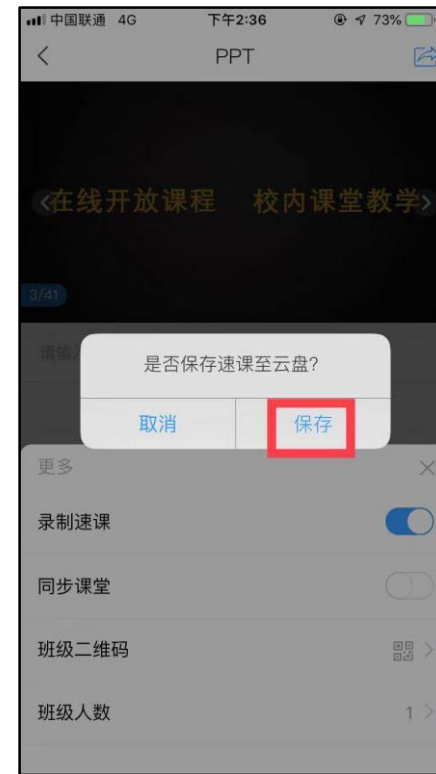 中国联通 4G 下午2:36 73%
PPT
在线开放课程 校内课堂教学
3/41
请输入
是否保存速课至云盘?
取消 保存
更多
录制速课
同步课堂
班级二维码
班级人数 1